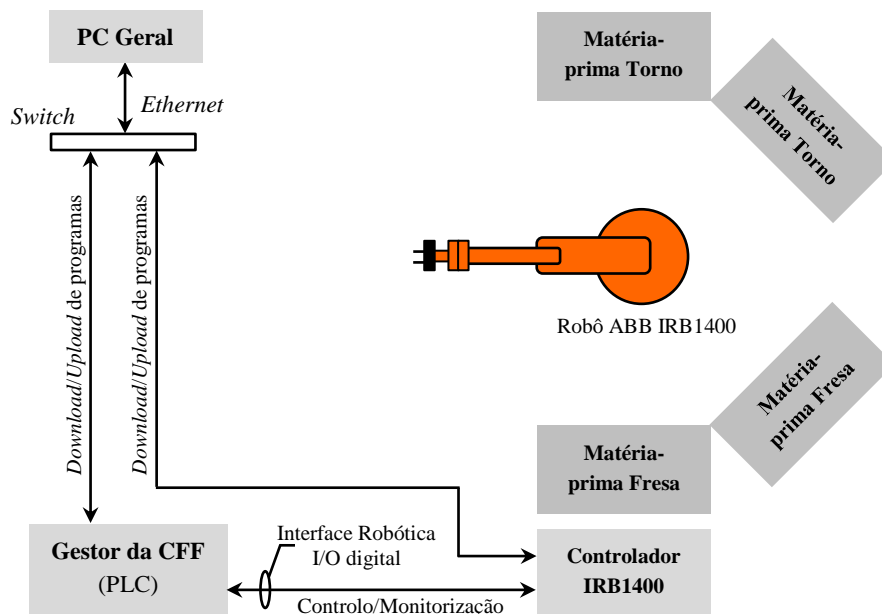 PC Geral
Ethernet
Switch
Download/Upload de programas
Download/Upload de programas
Matéria-
prima Torno
Matéria-
prima Torno
Robô ABB IRB1400
Matéria-
prima Fresa
Matéria-
prima Fresa
Gestor da CFF
(PLC)
Interface Robótica
I/O digital
Controlo/Monitorização
Controlador
IRB1400